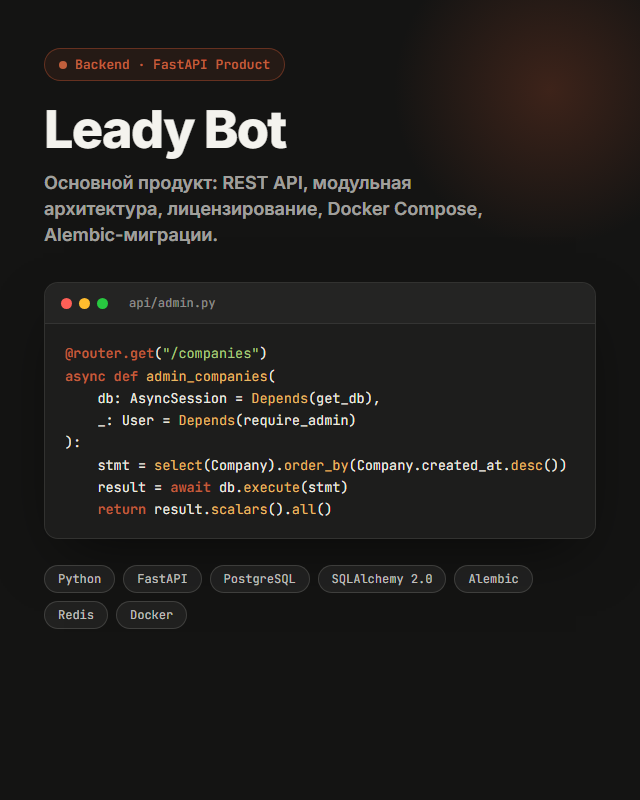 Backend · FastAPI Product
Leady Bot
Основной продукт: REST API, модульная
архитектура, лицензирование, Docker Compose,
Alembic-миграции.
api/admin.py
@router.get("/companies")
async def admin_companies(
    db: AsyncSession = Depends(get_db),
    _: User = Depends(require_admin)
):
    stmt = select(Company).order_by(Company.created_at.desc())
    result = await db.execute(stmt)
    return result.scalars().all()
Python FastAPI PostgreSQL SQLAlchemy 2.0 Alembic
Redis Docker